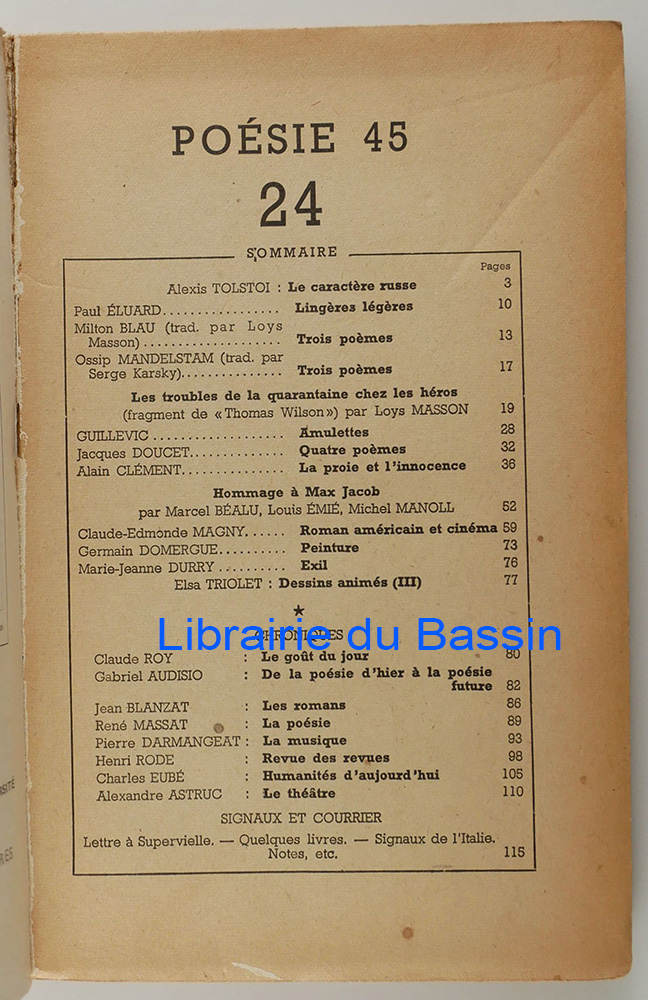 POÉSIE 45
24
SOMMAIRE
Pages
Alexis TOLSTOI : Le caractère russe 3
Paul ÉLUARD................. Lingères légères 10
Milton BLAU (trad. par Loys
Masson).................... Trois poèmes 13
Ossip MANDELSTAM (trad. par
Serge Karsky)............... Trois poèmes 17
Les troubles de la quarantaine chez les héros
(fragment de « Thomas Wilson ») par Loys MASSON 19
GUILLEVIC................... Amulettes 28
Jacques DOUCET.............. Quatre poèmes 32
Alain CLÉMENT............... La proie et l'innocence 36
Hommage à Max Jacob
par Marcel BÉALU, Louis ÉMIÉ, Michel MANOLL 52
Claude-Edmonde MAGNY...... Roman américain et cinéma 59
Germain DOMERGUE.......... Peinture 73
Marie-Jeanne DURRY.......... Exil 76
Elsa TRIOLET : Dessins animés (III) 77
★
CHRONIQUES
Librairie du Bassin
Claude ROY : Le goût du jour 80
Gabriel AUDISIO : De la poésie d'hier à la poésie
future 82
Jean BLANZAT : Les romans 86
René MASSAT : La poésie 89
Pierre DARMANGEAT : La musique 93
Henri RODE : Revue des revues 98
Charles EUBÉ : Humanités d'aujourd'hui 105
Alexandre ASTRUC : Le théâtre 110
SIGNAUX ET COURRIER
Lettre à Supervielle. — Quelques livres. — Signaux de l'Italie.
Notes, etc. 115